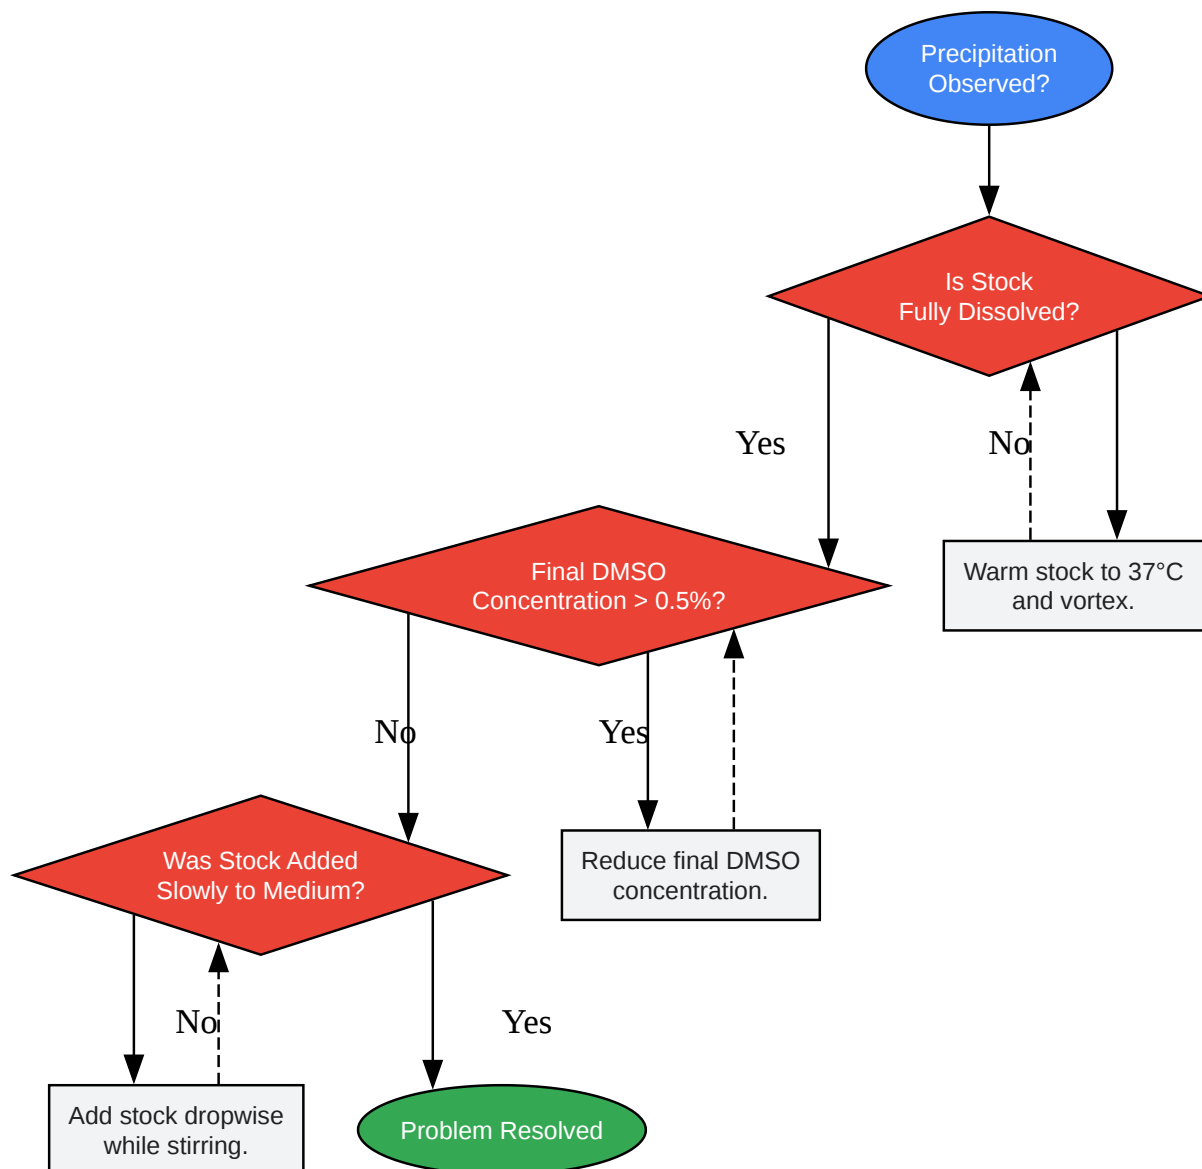 Precipitation
Observed?
Is Stock
Fully Dissolved?
Yes
No
Final DMSO
Concentration > 0.5%?
Warm stock to 37°C
and vortex.
No
Yes
Was Stock Added
Slowly to Medium?
Reduce final DMSO
concentration.
No
Yes
Add stock dropwise
while stirring.
Problem Resolved